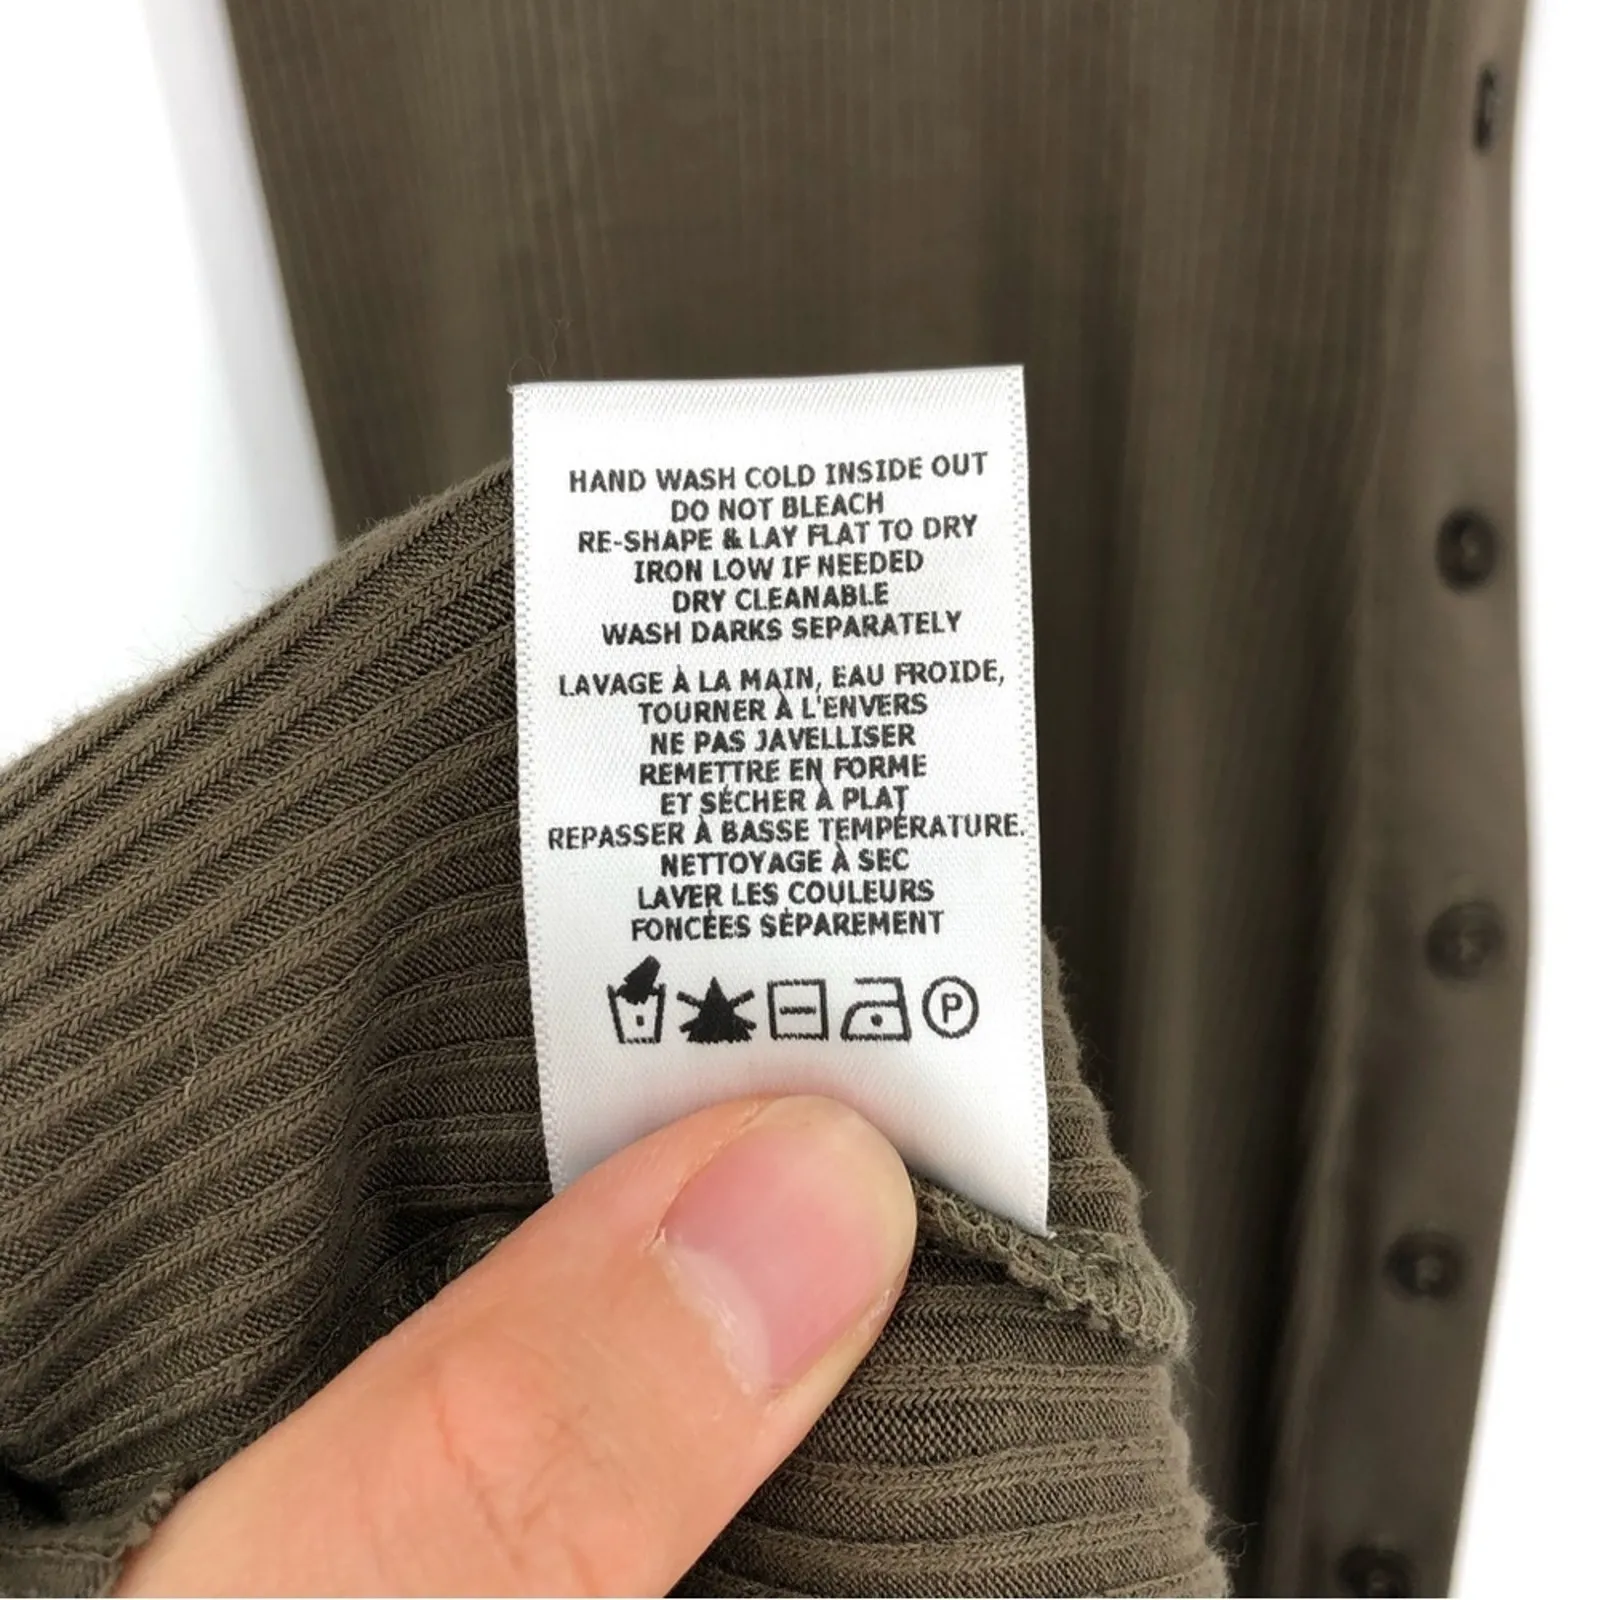 HAND WASH COLD INSIDE OUT
DO NOT BLEACH
RE-SHAPE & LAY FLAT TO DRY
IRON LOW IF NEEDED
DRY CLEANABLE
WASH DARKS SEPARATELY
LAVAGE À LA MAIN, EAU FROIDE,
TOURNER À L'ENVERS
NE PAS JAVELLISER
REMETTRE EN FORME
ET SÉCHER À PLAT
REPASSER À BASSE TEMPÉRATURE.
NETTOYAGE À SEC
LAVER LES COULEURS
FONCÉES SÉPAREMENT
P